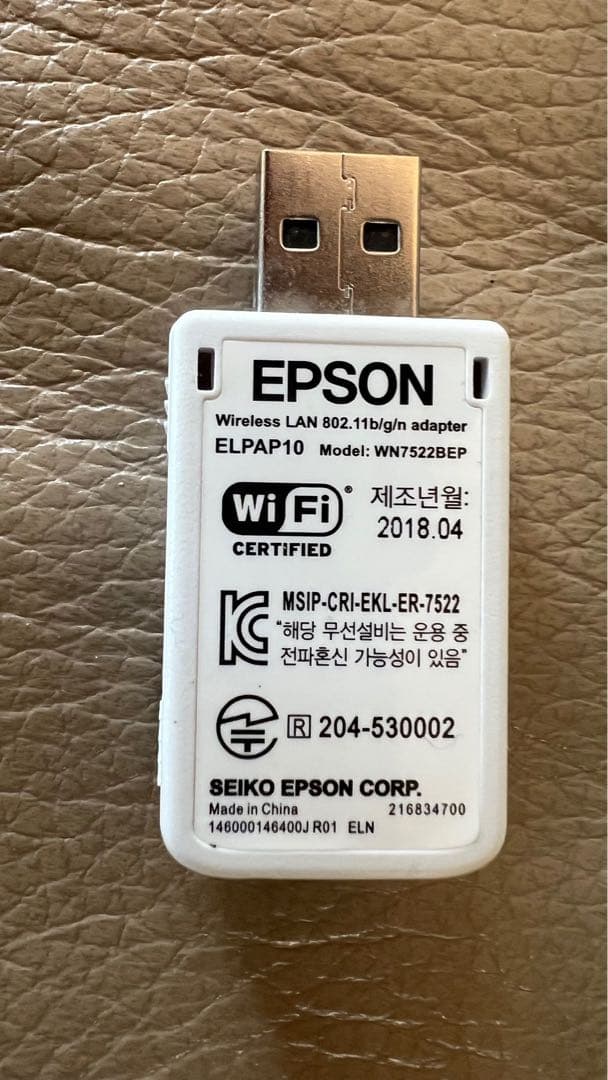 EPSON
Wireless LAN 802.11b/g/n adapter
ELPAP10 Model: WN7522BEP
Wi Fi ®
CERTIFIED
제조년월:
2018.04
MSIP-CRI-EKL-ER-7522
"해당 무선설비는 운용 중
전파혼신 가능성이 있음"
R 204-530002
SEIKO EPSON CORP.
Made in China 216834700
146000146400J R01 ELN